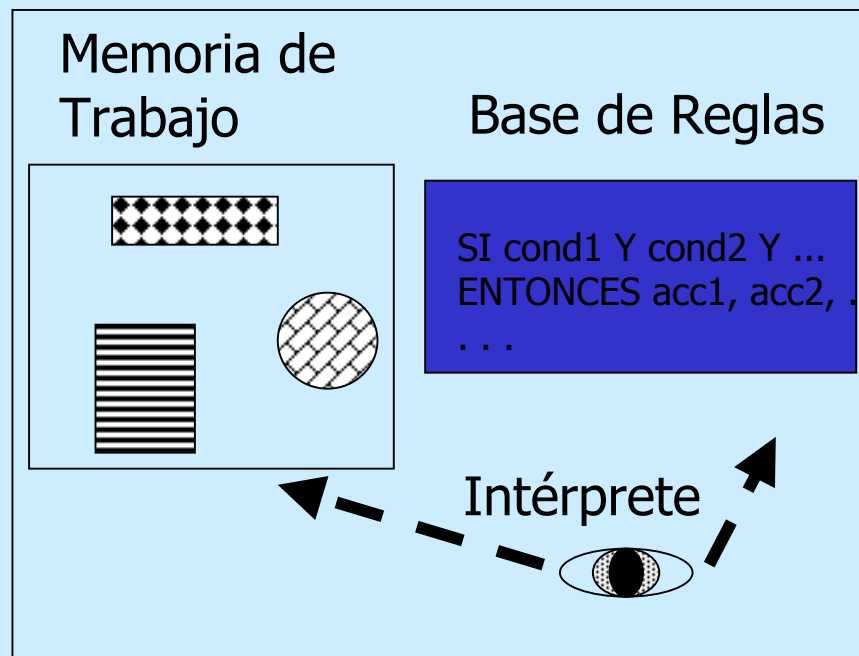 Memoria de
Trabajo
Base de Reglas
SI cond1 Y cond2 Y ...
ENTONCES acc1, acc2, .
. . .
Intérprete